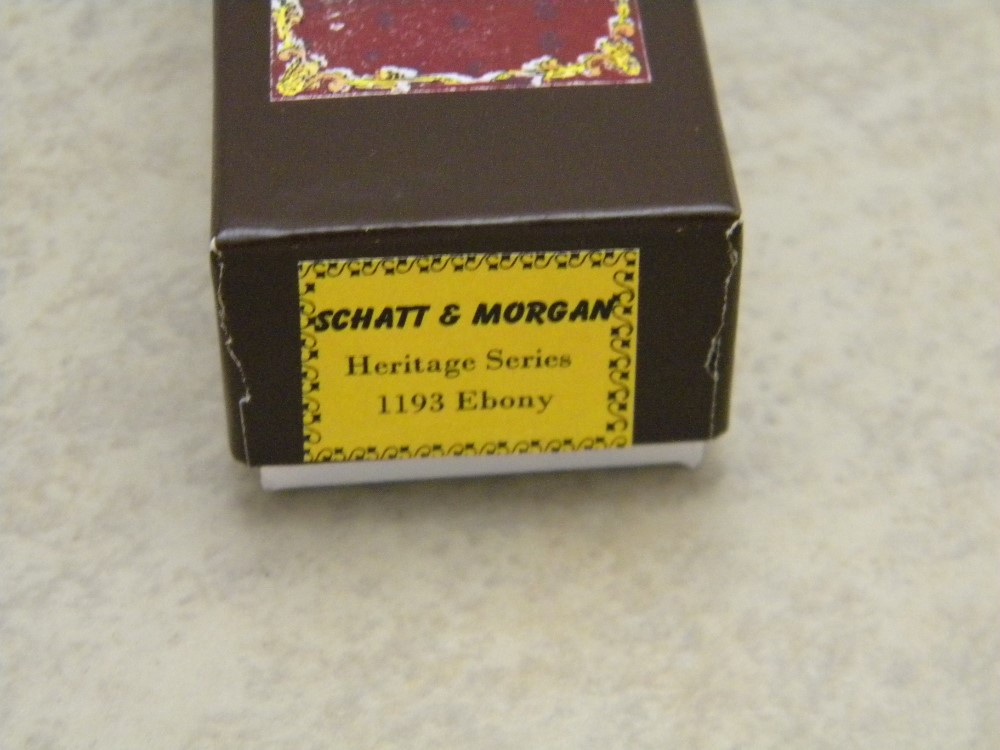 SCHATT & MORGAN
Heritage Series
1193 Ebony